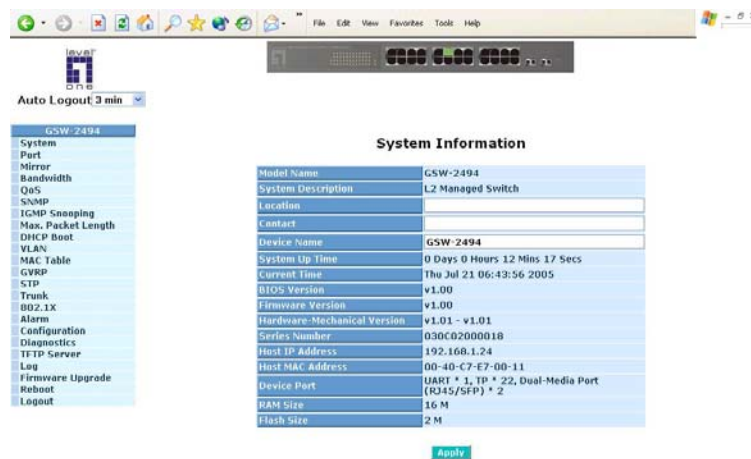 File Edit View Favorites Tools Help
level
one
Auto Logout 3 min
GSW-2494
System
Port
Mirror
Bandwidth
QoS
SNMP
IGMP Snooping
Max. Packet Length
DHCP Boot
VLAN
MAC Table
GVRP
STP
Trunk
802.1X
Alarm
Configuration
Diagnostics
TFTP Server
Log
Firmware Upgrade
Reboot
Logout
System Information
Model Name GSW-2494
System Description L2 Managed Switch
Location
Contact
Device Name GSW-2494
System Up Time 0 Days 0 Hours 12 Mins 17 Secs
Current Time Thu Jul 21 06:43:56 2005
BIOS Version v1.00
Firmware Version v1.00
Hardware-Mechanical Version v1.01 - v1.01
Series Number 030C02000018
Host IP Address 192.168.1.24
Host MAC Address 00-40-C7-E7-00-11
Device Port UART * 1, TP * 22, Dual-Media Port
(RJ45/SFP) * 2
RAM Size 16 M
Flash Size 2 M
Apply